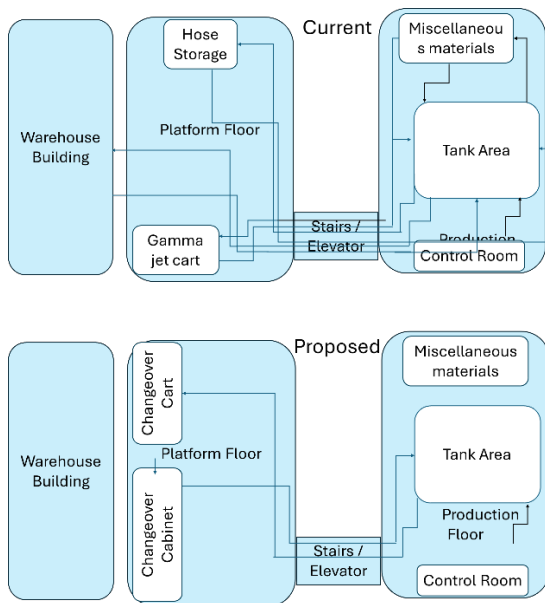 Current
Hose
Storage
Miscellaneou
s materials
Platform Floor
Warehouse
Building
Tank Area
Gamma
jet cart
Stairs /
Elevator
Production
Control Room
Proposed
Changeover
Cart
Miscellaneous
materials
Platform Floor
Warehouse
Building
Tank Area
Changeover
Cabinet
Production
Floor
Stairs /
Elevator
Control Room